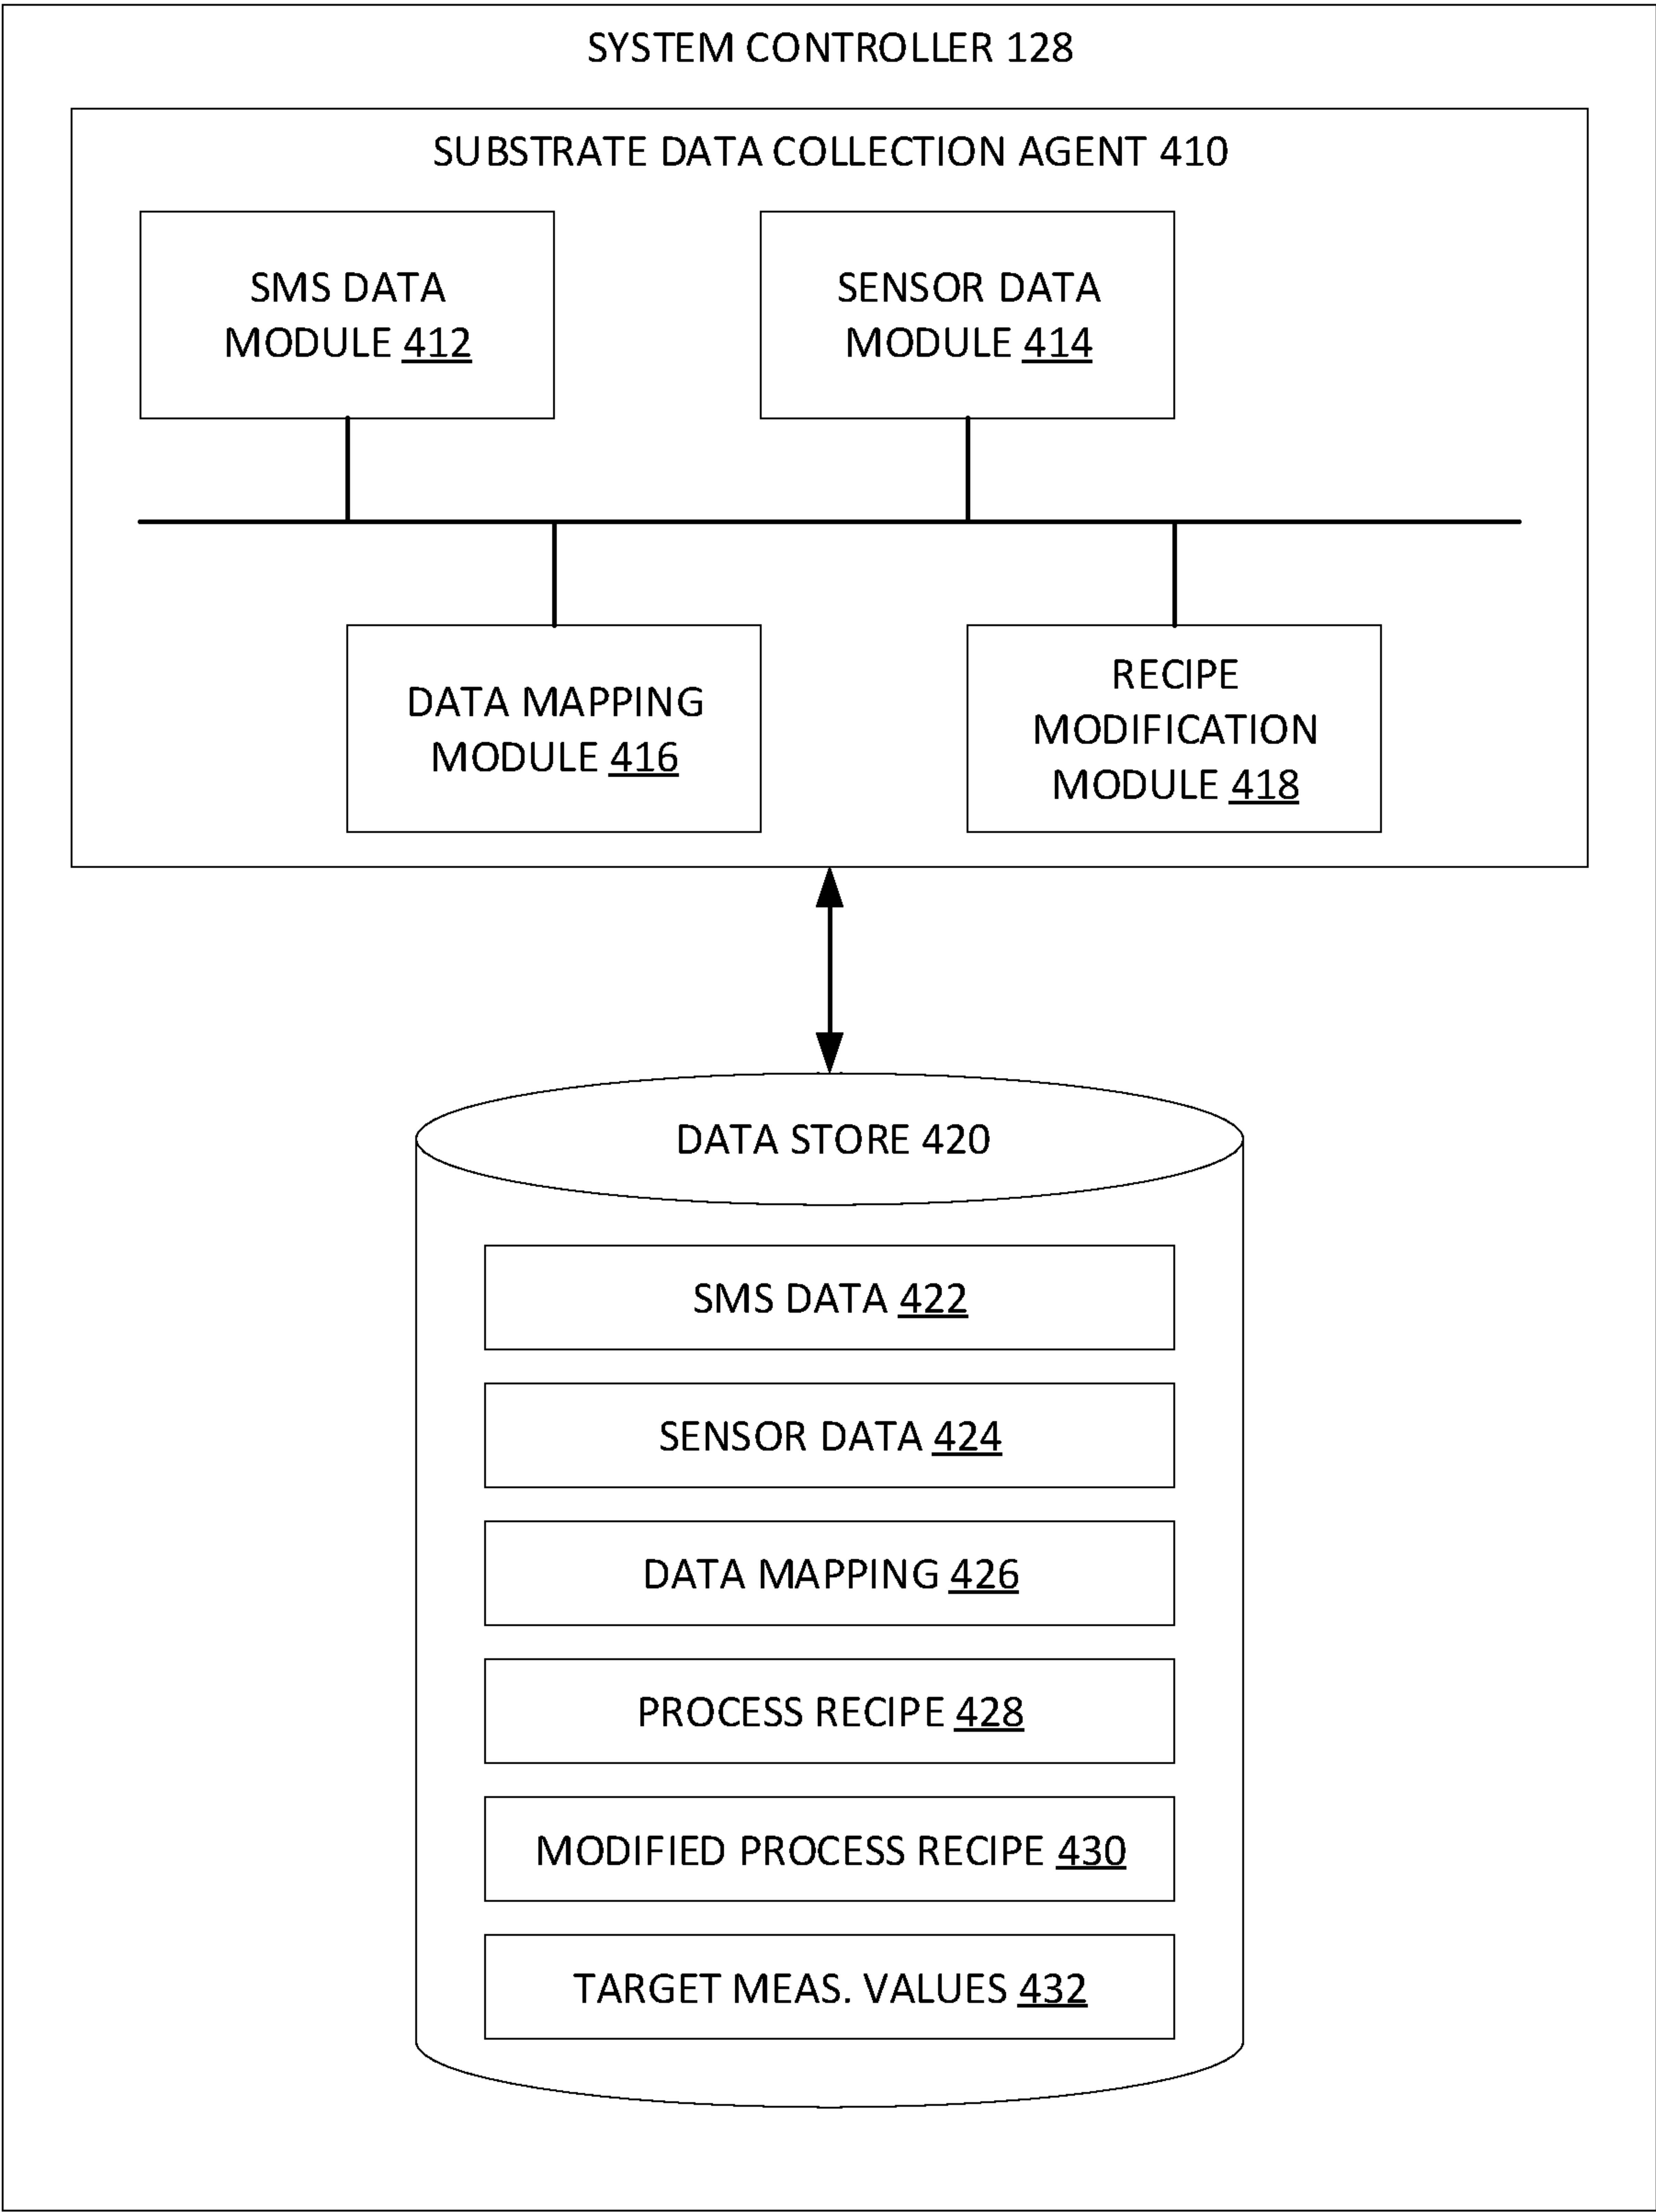 SYSTEM CONTROLLER 128
SUBSTRATE DATA COLLECTION AGENT 410
SMS DATA
MODULE 412
SENSOR DATA
MODULE 414
DATA MAPPING
MODULE 416
RECIPE
MODIFICATION
MODULE 418
DATA STORE 420
SMS DATA 422
SENSOR DATA 424
DATA MAPPING 426
PROCESS RECIPE 428
MODIFIED PROCESS RECIPE 430
TARGET MEAS. VALUES 432